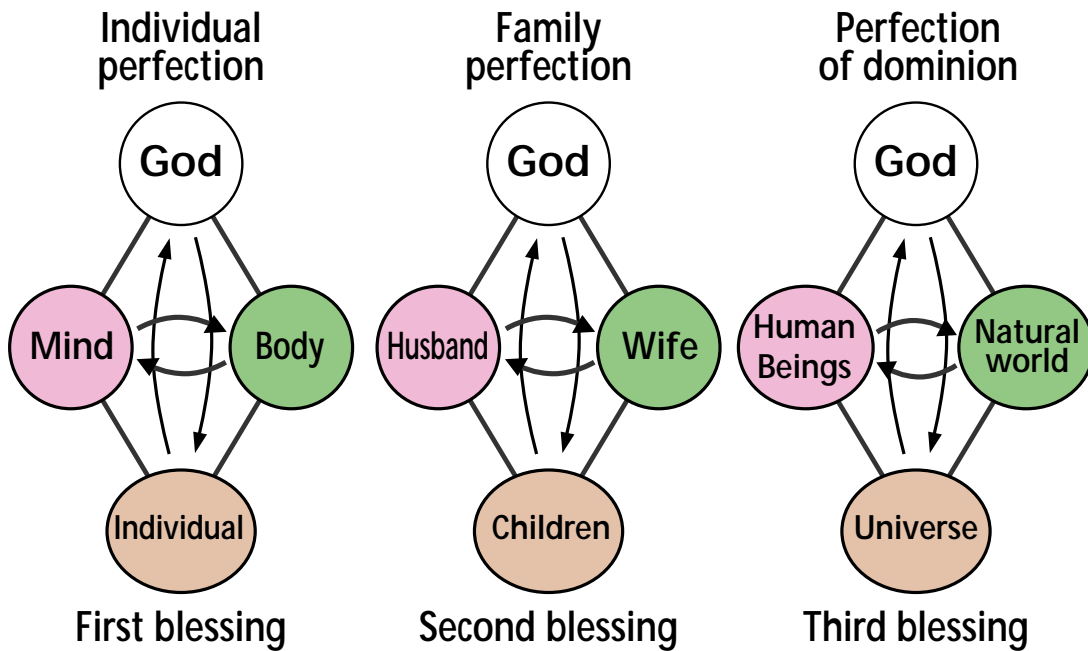 Individual
perfection
God
Mind
Body
Individual
First blessing
Family
perfection
God
Husband
Wife
Children
Second blessing
Perfection
of dominion
God
Human
Beings
Natural
world
Universe
Third blessing